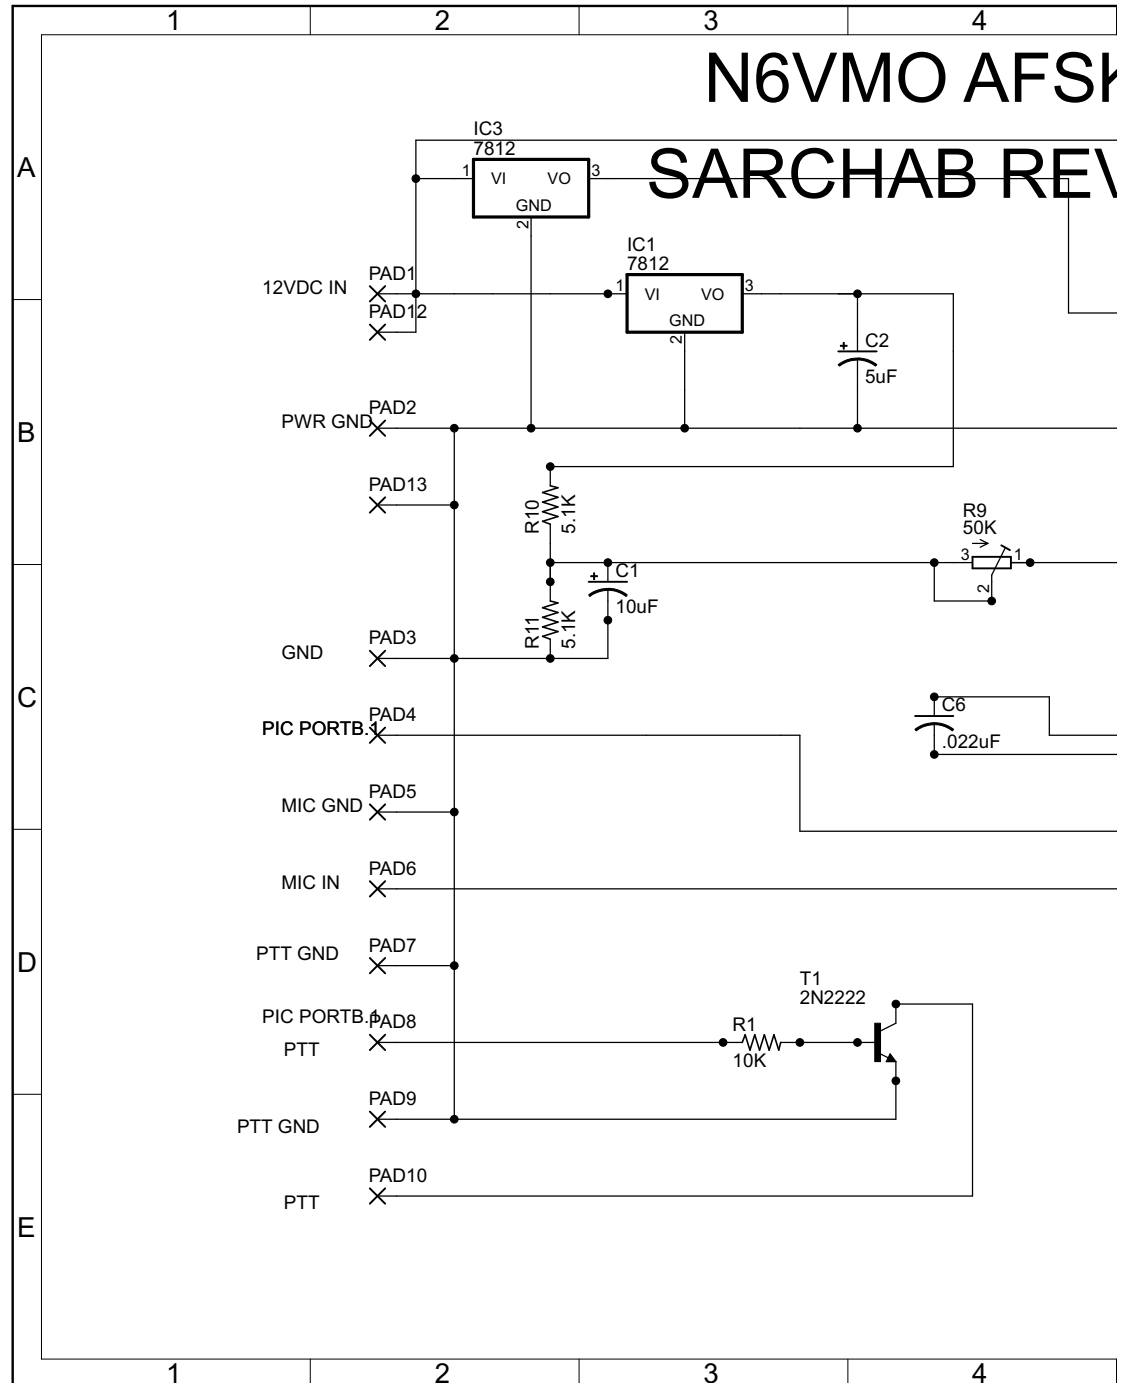 1 2 3 4
N6VMO AFSK
SARCHAB REV
A
IC3
7812
1 VI VO 3
GND
2
IC1
7812
12VDC IN PAD1
1 VI VO 3
GND
2
PAD12
+ C2
5uF
B
PWR GND PAD2
PAD13
R10
5.1K
R9
50K
3 1
2
+ C1
10uF
R11
5.1K
GND PAD3
C
PIC PORTB.1 PAD4
C6
.022uF
MIC GND PAD5
MIC IN PAD6
D
PTT GND PAD7
T1
2N2222
PIC PORTB. PAD8
PTT
R1
10K
PAD9
PTT GND
PAD10
PTT
E
1 2 3 4